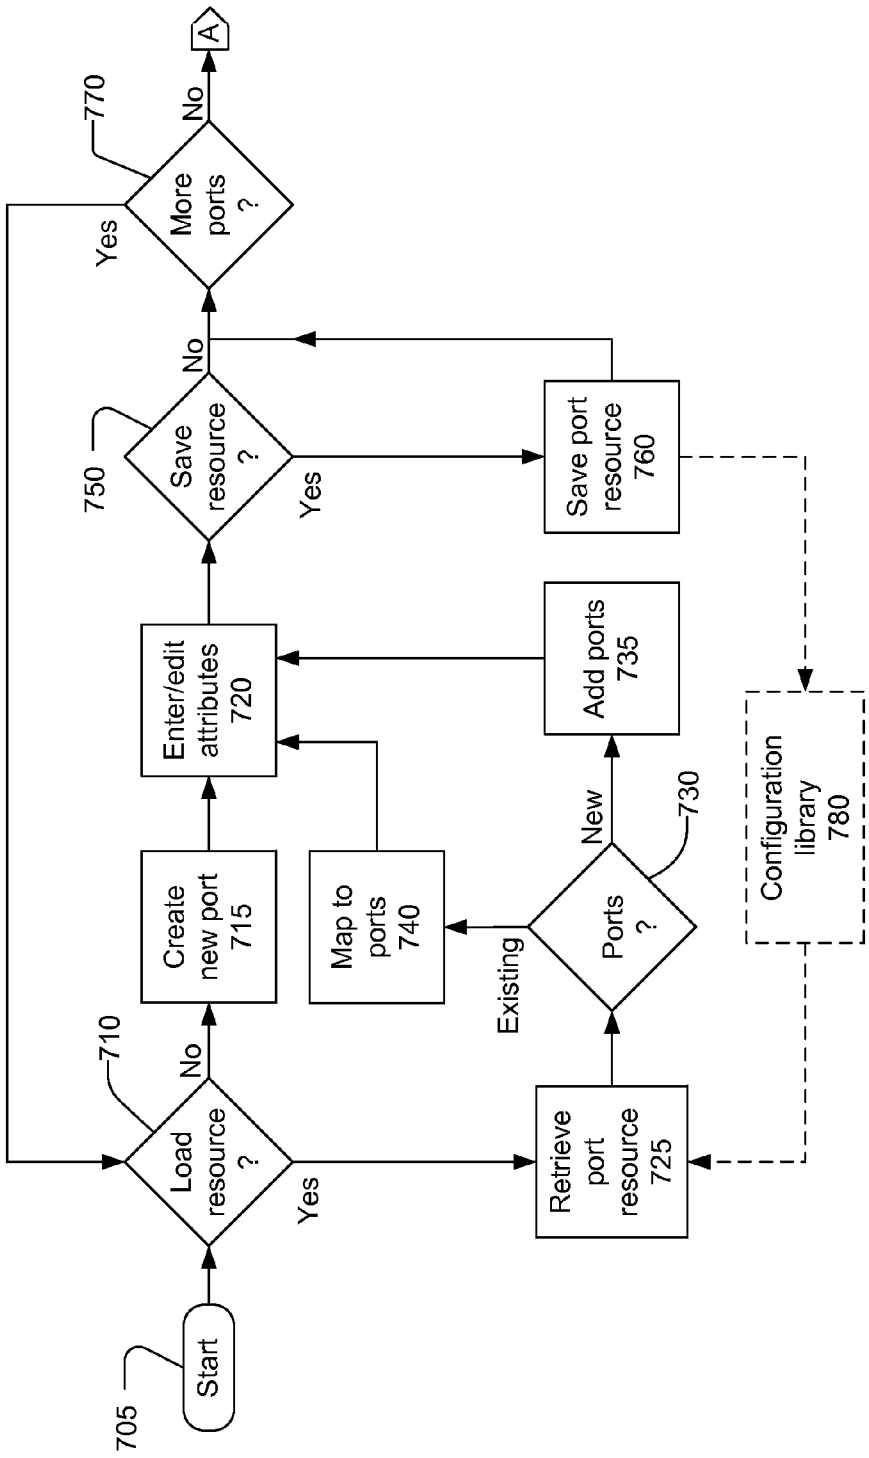 705
Start
710
Load
resource
?
No
Yes
Create
new port
715
Enter/edit
attributes
720
Retrieve
port
resource
725
Ports
?
730
Existing
New
Map to
ports
740
Add ports
735
750
Save
resource
?
No
Yes
Save port
resource
760
770
More
ports
?
Yes
No
A
Configuration
library
780